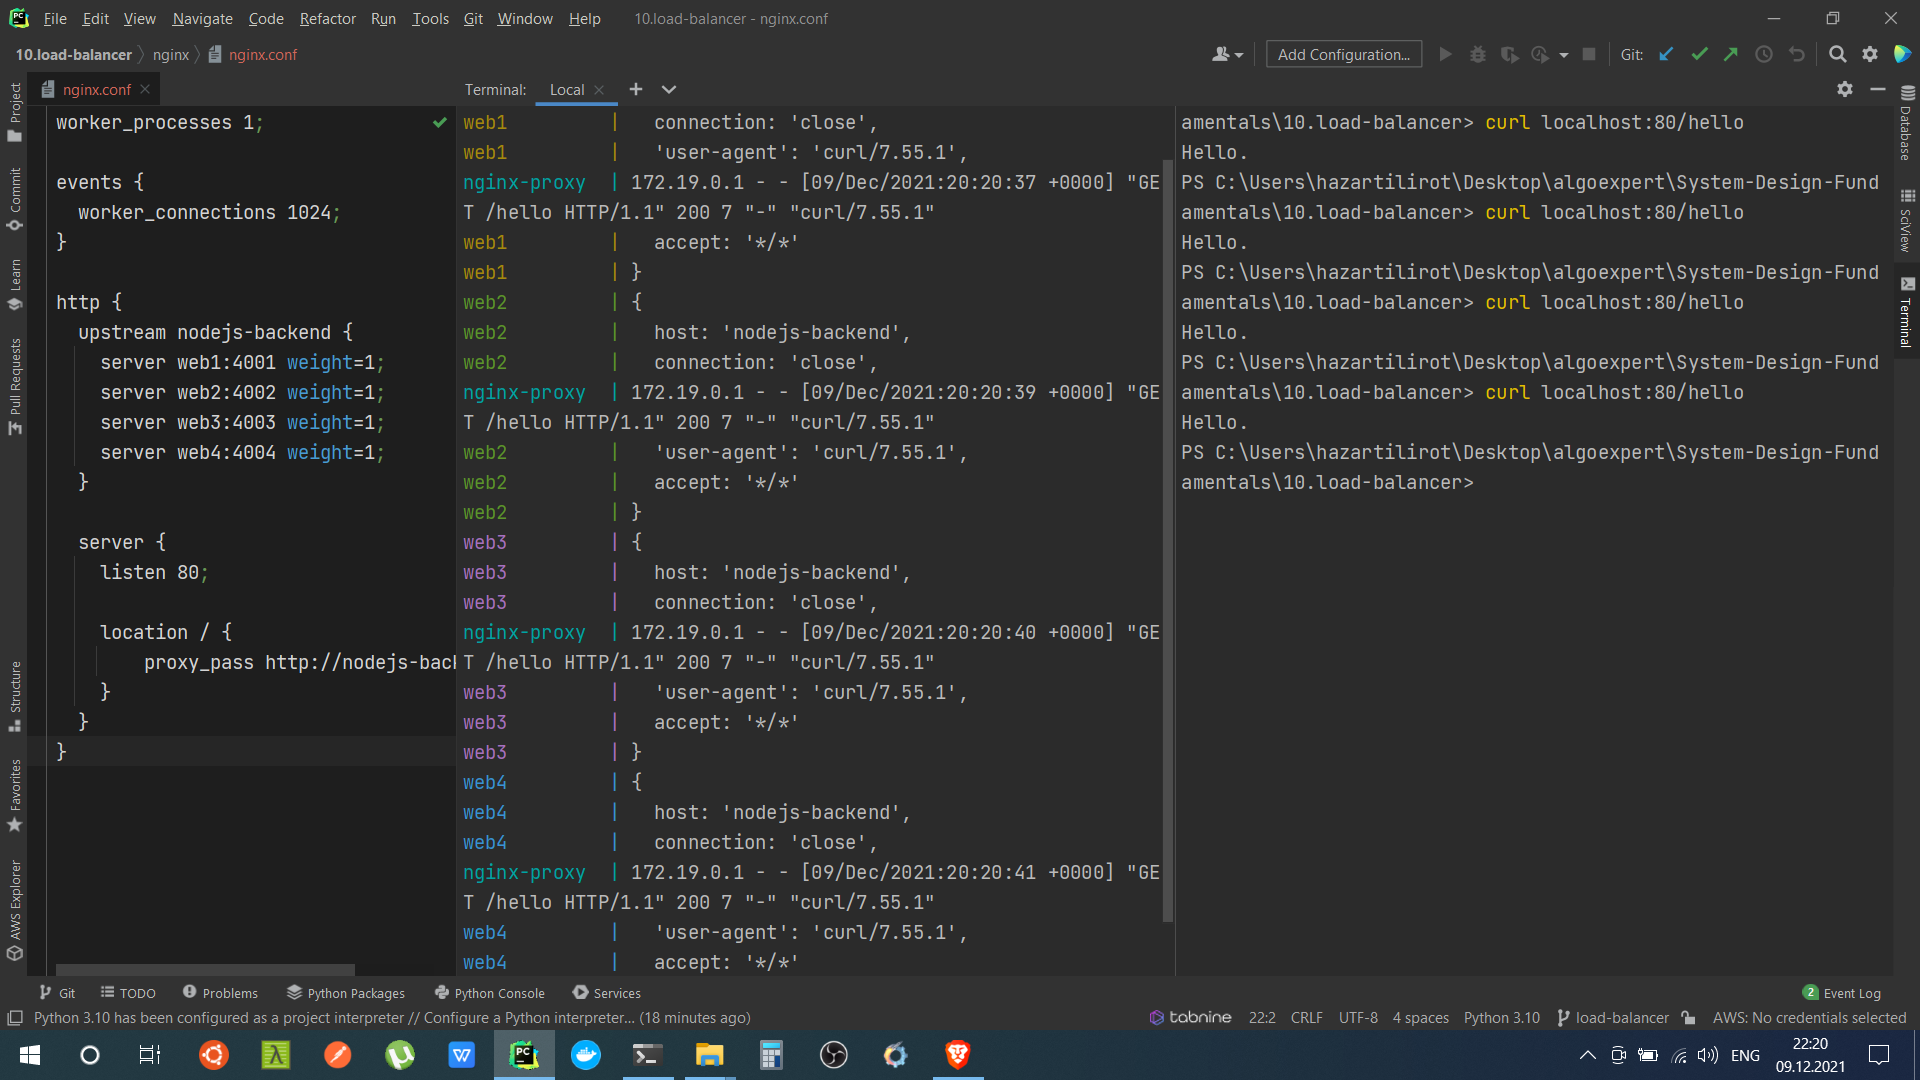 File Edit View Navigate Code Refactor Run Tools Git Window Help 10.load-balancer - nginx.conf
10.load-balancer nginx nginx.conf
Add Configuration...
Git:
nginx.conf
Terminal: Local
Project
Commit
Learn
Pull Requests
Structure
Favorites
AWS Explorer
worker_processes 1;
events {
worker_connections 1024;
}
http {
upstream nodejs-backend {
server web1:4001 weight=1;
server web2:4002 weight=1;
server web3:4003 weight=1;
server web4:4004 weight=1;
}
server {
listen 80;
location / {
proxy_pass http://nodejs-back
}
}
}
web1 | connection: 'close',
web1 | 'user-agent': 'curl/7.55.1',
nginx-proxy | 172.19.0.1 - - [09/Dec/2021:20:20:37 +0000] "GE
T /hello HTTP/1.1" 200 7 "-" "curl/7.55.1"
web1 | accept: '*/*'
web1 | }
web2 | {
web2 | host: 'nodejs-backend',
web2 | connection: 'close',
nginx-proxy | 172.19.0.1 - - [09/Dec/2021:20:20:39 +0000] "GE
T /hello HTTP/1.1" 200 7 "-" "curl/7.55.1"
web2 | 'user-agent': 'curl/7.55.1',
web2 | accept: '*/*'
web2 | }
web3 | {
web3 | host: 'nodejs-backend',
web3 | connection: 'close',
nginx-proxy | 172.19.0.1 - - [09/Dec/2021:20:20:40 +0000] "GE
T /hello HTTP/1.1" 200 7 "-" "curl/7.55.1"
web3 | 'user-agent': 'curl/7.55.1',
web3 | accept: '*/*'
web3 | }
web4 | {
web4 | host: 'nodejs-backend',
web4 | connection: 'close',
nginx-proxy | 172.19.0.1 - - [09/Dec/2021:20:20:41 +0000] "GE
T /hello HTTP/1.1" 200 7 "-" "curl/7.55.1"
web4 | 'user-agent': 'curl/7.55.1',
web4 | accept: '*/*'
amentals\10.load-balancer> curl localhost:80/hello
Hello.
PS C:\Users\hazartilirot\Desktop\algoexpert\System-Design-Fund
amentals\10.load-balancer> curl localhost:80/hello
Hello.
PS C:\Users\hazartilirot\Desktop\algoexpert\System-Design-Fund
amentals\10.load-balancer> curl localhost:80/hello
Hello.
PS C:\Users\hazartilirot\Desktop\algoexpert\System-Design-Fund
amentals\10.load-balancer> curl localhost:80/hello
Hello.
PS C:\Users\hazartilirot\Desktop\algoexpert\System-Design-Fund
amentals\10.load-balancer>
Database
SciView
Terminal
Git TODO Problems Python Packages Python Console Services 2 Event Log
Python 3.10 has been configured as a project interpreter // Configure a Python interpreter... (18 minutes ago) tabnine 22:2 CRLF UTF-8 4 spaces Python 3.10 load-balancer AWS: No credentials selected
ENG
22:20
09.12.2021